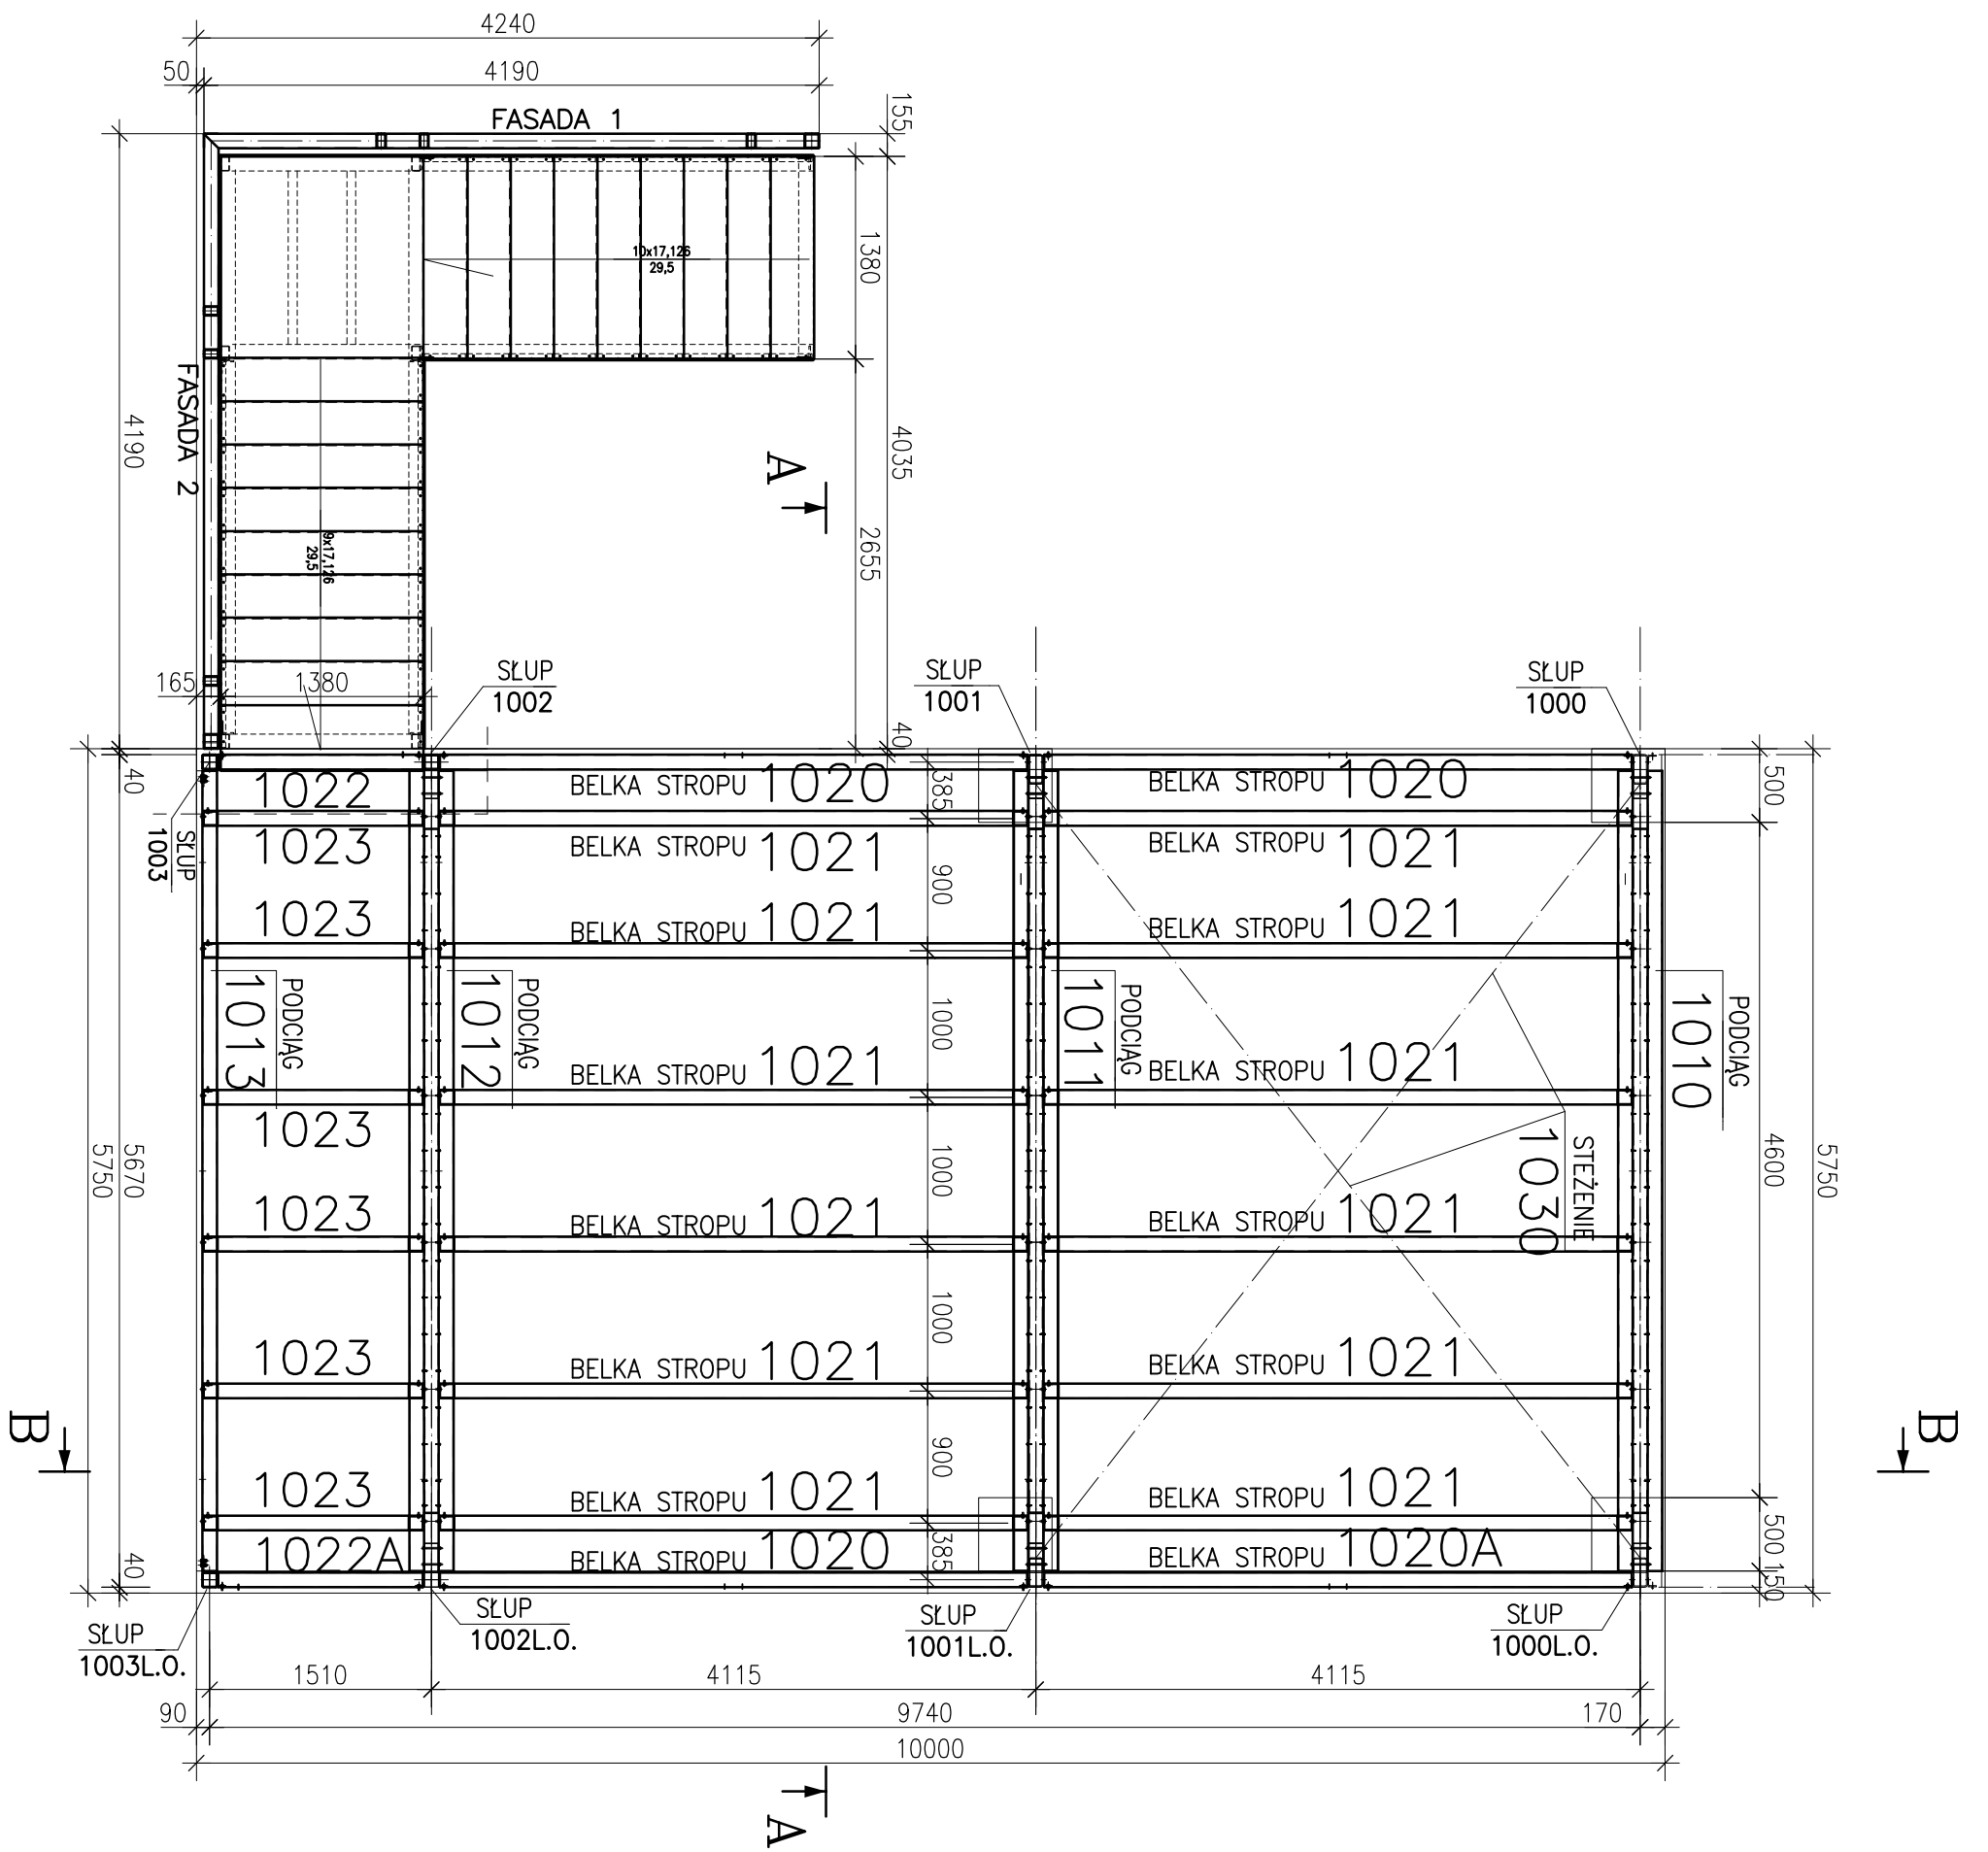 4240
50
4190
155
FASADA 1
10x17,126
29,5
1380
FASADA 2
4190
4035
A
2655
9x17,126
29,5
165
1380
SŁUP
1002
SŁUP
1001
SŁUP
1000
40
40
385
500
1022
BELKA STROPU 1020
BELKA STROPU 1020
SŁUP
1003
1023
BELKA STROPU 1021
BELKA STROPU 1021
900
1023
BELKA STROPU 1021
BELKA STROPU 1021
PODCIĄG
1013
PODCIĄG
1012
PODCIĄG
1011
PODCIĄG
1010
1000
BELKA STROPU 1021
BELKA STROPU 1021
1023
STEŻENIE
1030
4600
5750
5670
5750
1000
1023
BELKA STROPU 1021
BELKA STROPU 1021
1000
1023
BELKA STROPU 1021
BELKA STROPU 1021
B
B
900
1023
BELKA STROPU 1021
BELKA STROPU 1021
500
150
40
385
1022A
BELKA STROPU 1020
BELKA STROPU 1020A
SŁUP
1003L.O.
SŁUP
1002L.O.
SŁUP
1001L.O.
SŁUP
1000L.O.
1510
4115
4115
90
9740
170
10000
A